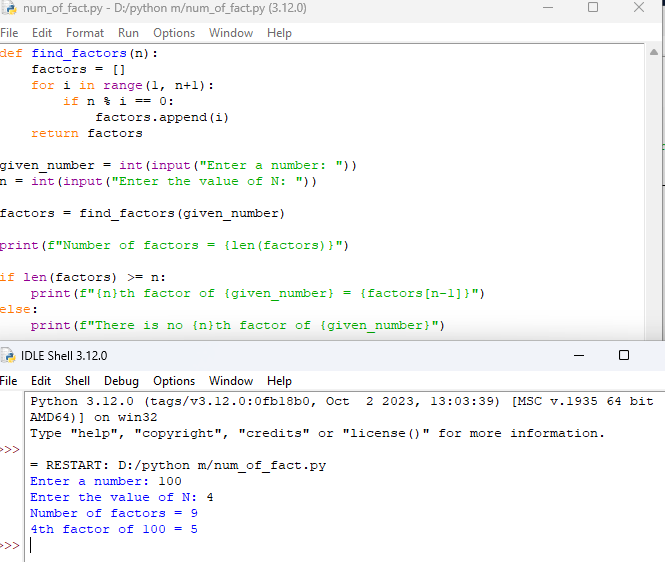 num_of_fact.py - D:/python m/num_of_fact.py (3.12.0)
File Edit Format Run Options Window Help
def find_factors(n):
    factors = []
    for i in range(1, n+1):
        if n % i == 0:
            factors.append(i)
    return factors
given_number = int(input("Enter a number: "))
n = int(input("Enter the value of N: "))
factors = find_factors(given_number)
print(f"Number of factors = {len(factors)}")
if len(factors) >= n:
    print(f"{n}th factor of {given_number} = {factors[n-1]}")
else:
    print(f"There is no {n}th factor of {given_number}")
IDLE Shell 3.12.0
File Edit Shell Debug Options Window Help
Python 3.12.0 (tags/v3.12.0:0fb18b0, Oct  2 2023, 13:03:39) [MSC v.1935 64 bit
AMD64)] on win32
Type "help", "copyright", "credits" or "license()" for more information.
>>>
= RESTART: D:/python m/num_of_fact.py
Enter a number: 100
Enter the value of N: 4
Number of factors = 9
4th factor of 100 = 5
>>>